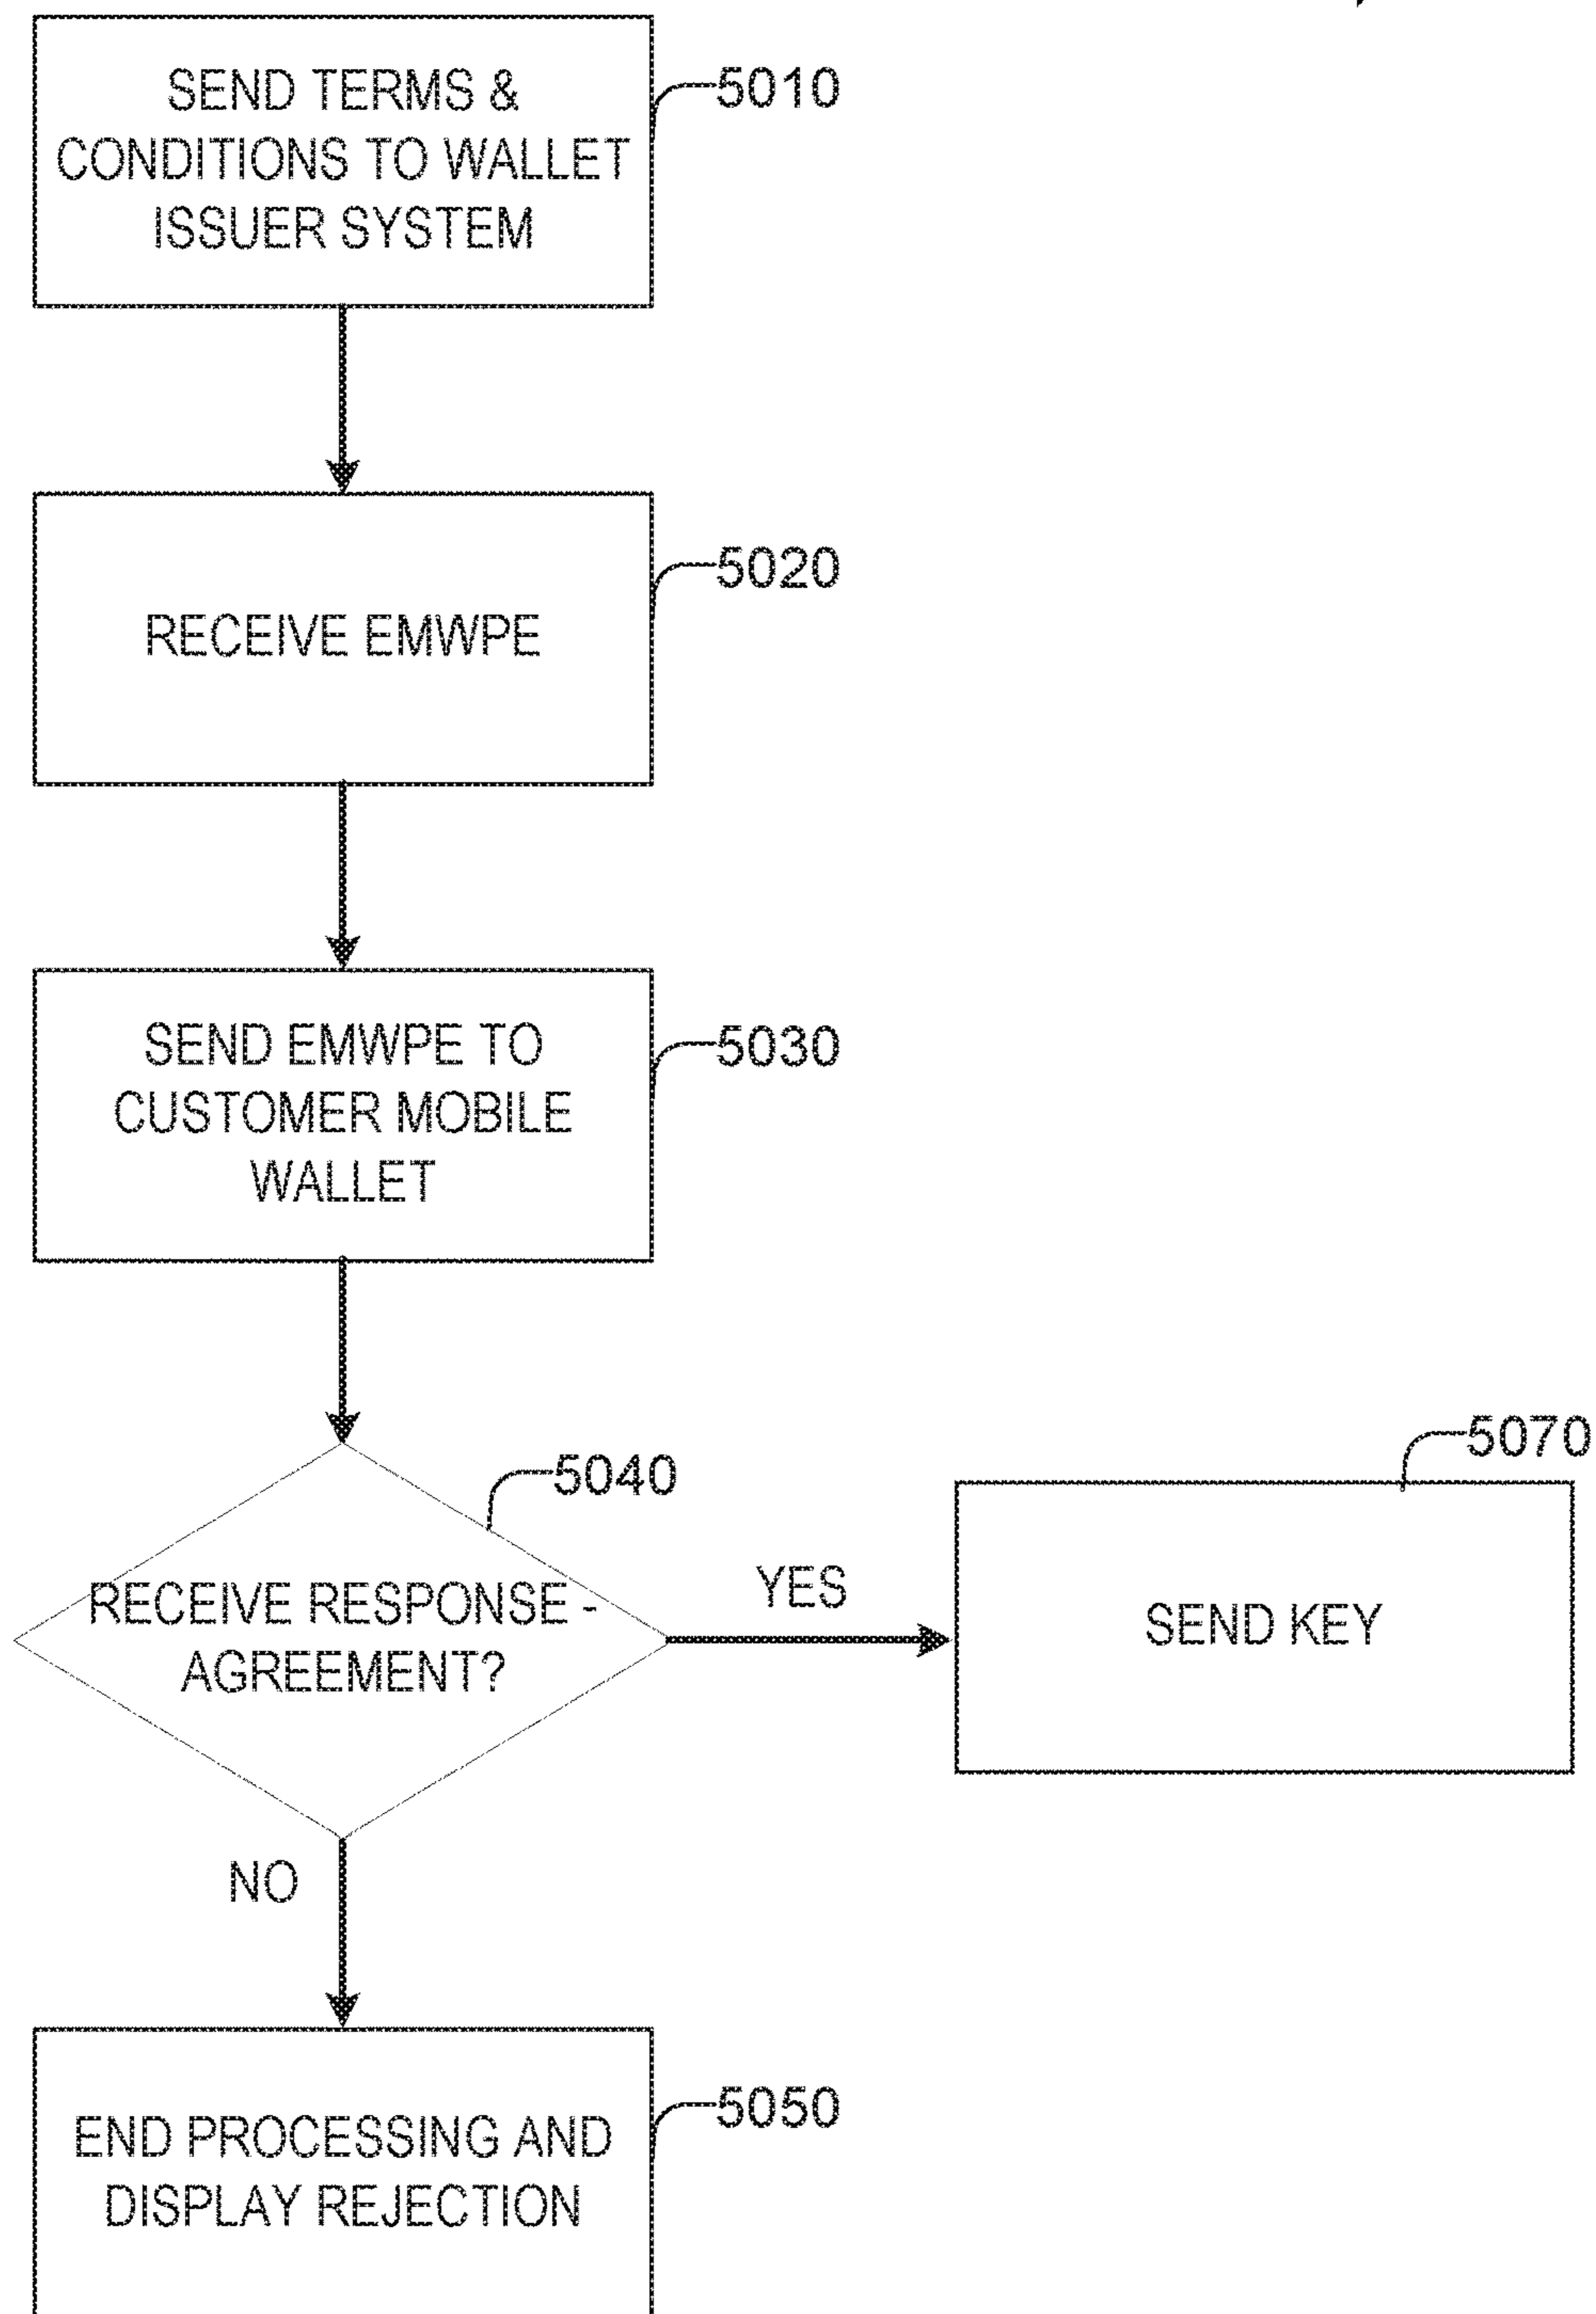 SEND TERMS &
CONDITIONS TO WALLET
ISSUER SYSTEM
5010
RECEIVE EMWPE
5020
SEND EMWPE TO
CUSTOMER MOBILE
WALLET
5030
RECEIVE RESPONSE -
AGREEMENT?
5040
YES
SEND KEY
5070
NO
END PROCESSING AND
DISPLAY REJECTION
5050